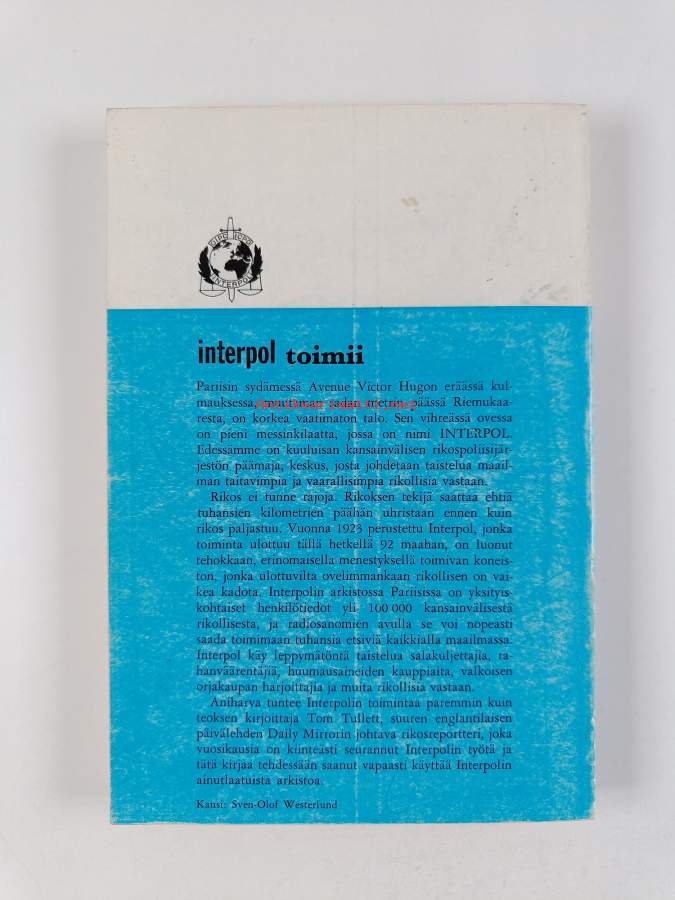 OIPC ICPO
INTERPOL
interpol toimii
Pariisin sydämessä Avenue Victor Hugon eräässä kul-
mauksessa, muutaman sadan metrin päässä Riemukaa-
resta, on korkea vaatimaton talo. Sen vihreässä ovessa
on pieni messinkilaatta, jossa on nimi INTERPOL.
Edessämme on kuuluisan kansainvälisen rikospoliisijär-
jestön päämaja, keskus, josta johdetaan taistelua maail-
man taitavimpia ja vaarallisimpia rikollisia vastaan.
Rikos ei tunne rajoja. Rikoksen tekijä saattaa ehtiä
tuhansien kilometrien päähän uhristaan ennen kuin
rikos paljastuu. Vuonna 1923 perustettu Interpol, jonka
toiminta ulottuu tällä hetkellä 92 maahan, on luonut
tehokkaan, erinomaisella menestyksellä toimivan koneis-
ton, jonka ulottuvilta ovelimmankaan rikollisen on vai-
kea kadota. Interpolin arkistossa Pariisissa on yksityis-
kohtaiset henkilötiedot yli 100 000 kansainvälisestä
rikollisesta, ja radiosanomien avulla se voi nopeasti
saada toimimaan tuhansia etsiviä kaikkialla maailmassa.
Interpol käy leppymätöntä taistelua salakuljettajia, ra-
hanväärentäjiä, huumausaineiden kauppiaita, valkoisen
orjakaupan harjoittajia ja muita rikollisia vastaan.
Aniharva tuntee Interpolin toimintaa paremmin kuin
teoksen kirjoittaja Tom Tullett, suuren englantilaisen
päivälehden Daily Mirrorin johtava rikosreportteri, joka
vuosikausia on kiinteästi seurannut Interpolin työtä ja
tätä kirjaa tehdessään saanut vapaasti käyttää Interpolin
ainutlaatuista arkistoa.
Kansi: Sven-Olof Westerlund